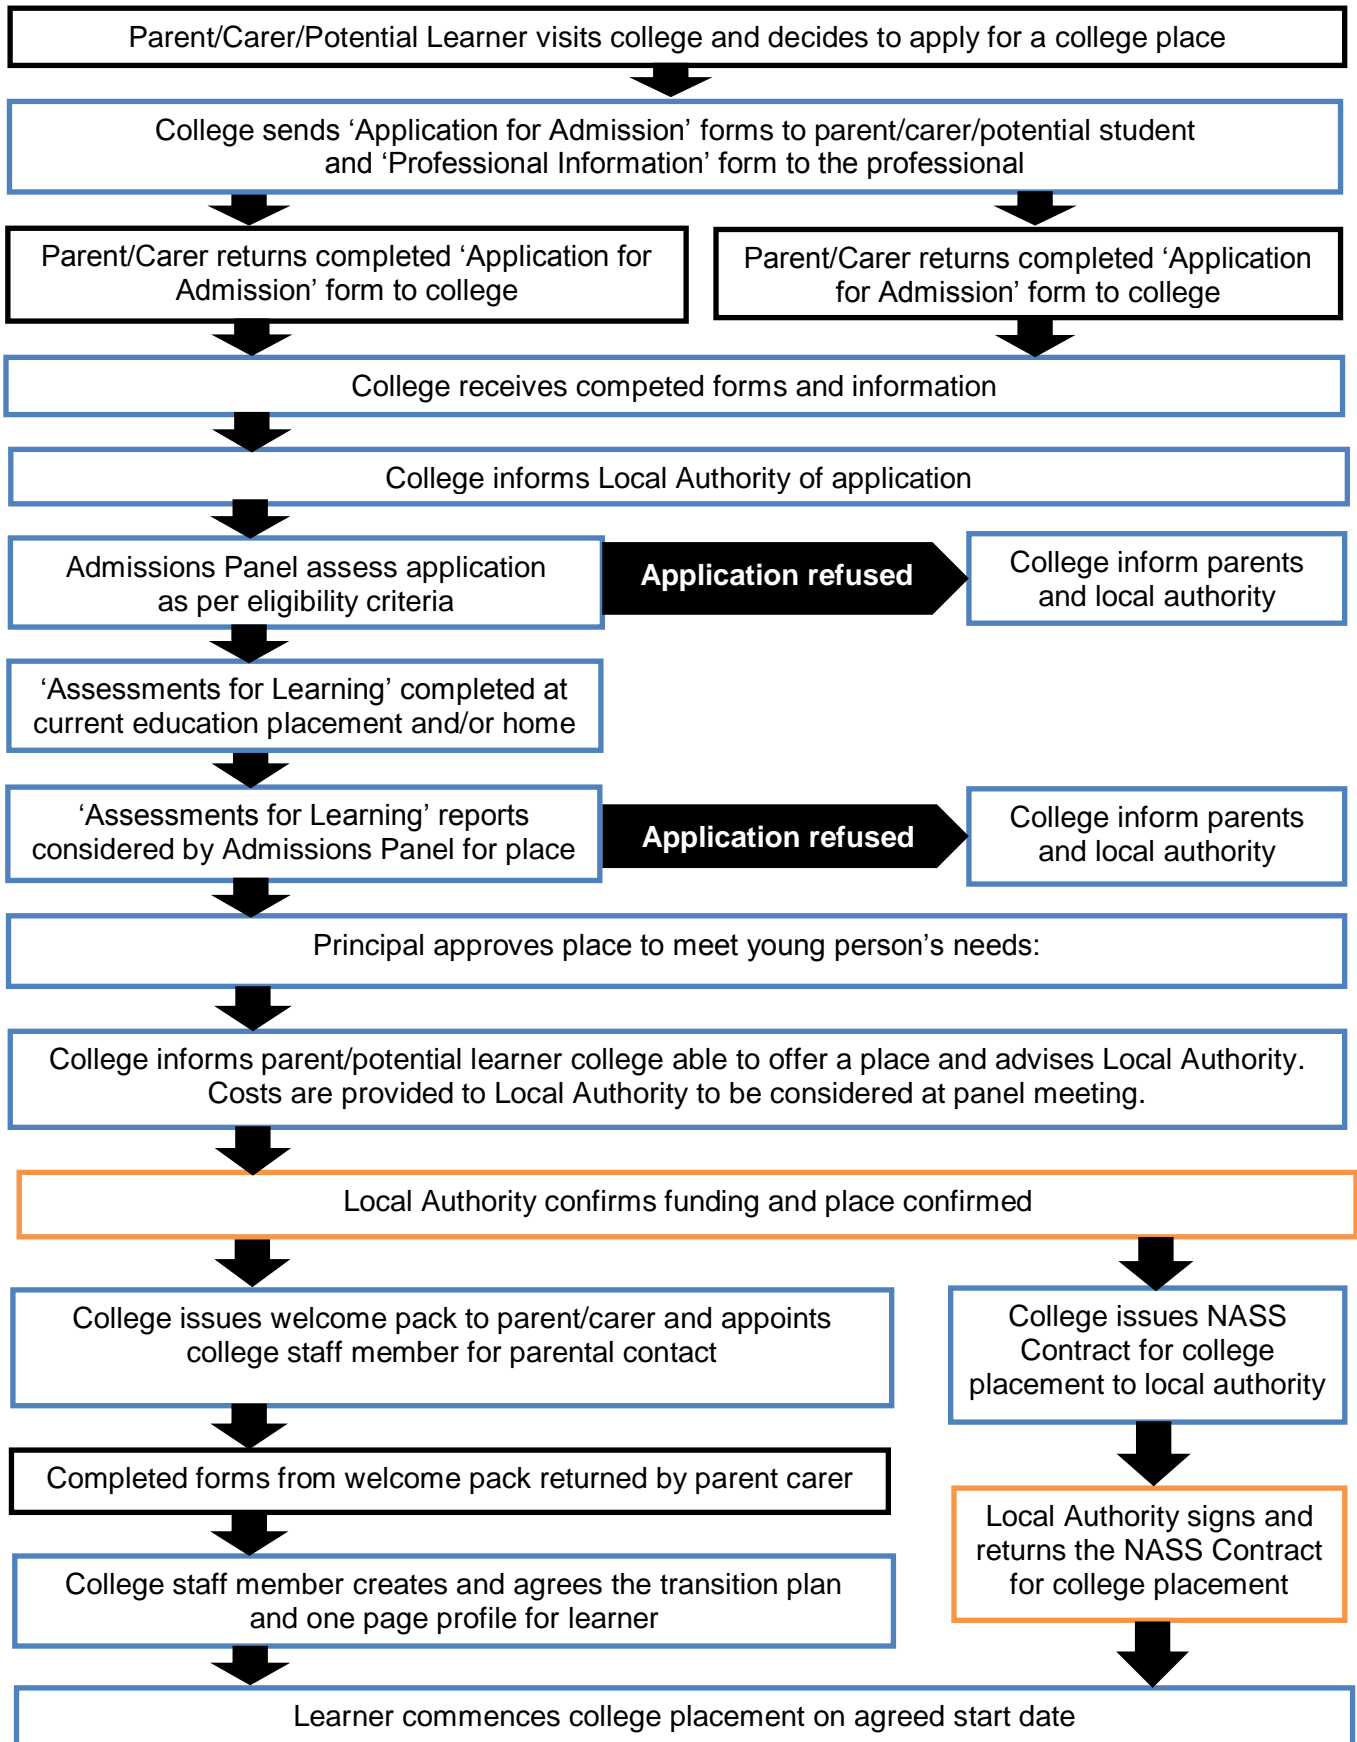 Parent/Carer/Potential Learner visits college and decides to apply for a college place
College sends ‘Application for Admission’ forms to parent/carer/potential student
and ‘Professional Information’ form to the professional
Parent/Carer returns completed ‘Application for
Admission’ form to college
Parent/Carer returns completed ‘Application
for Admission’ form to college
College receives competed forms and information
College informs Local Authority of application
Admissions Panel assess application
as per eligibility criteria
Application refused
College inform parents
and local authority
‘Assessments for Learning’ completed at
current education placement and/or home
‘Assessments for Learning’ reports
considered by Admissions Panel for place
Application refused
College inform parents
and local authority
Principal approves place to meet young person’s needs:
College informs parent/potential learner college able to offer a place and advises Local Authority.
Costs are provided to Local Authority to be considered at panel meeting.
Local Authority confirms funding and place confirmed
College issues welcome pack to parent/carer and appoints
college staff member for parental contact
College issues NASS
Contract for college
placement to local authority
Completed forms from welcome pack returned by parent carer
Local Authority signs and
returns the NASS Contract
for college placement
College staff member creates and agrees the transition plan
and one page profile for learner
Learner commences college placement on agreed start date